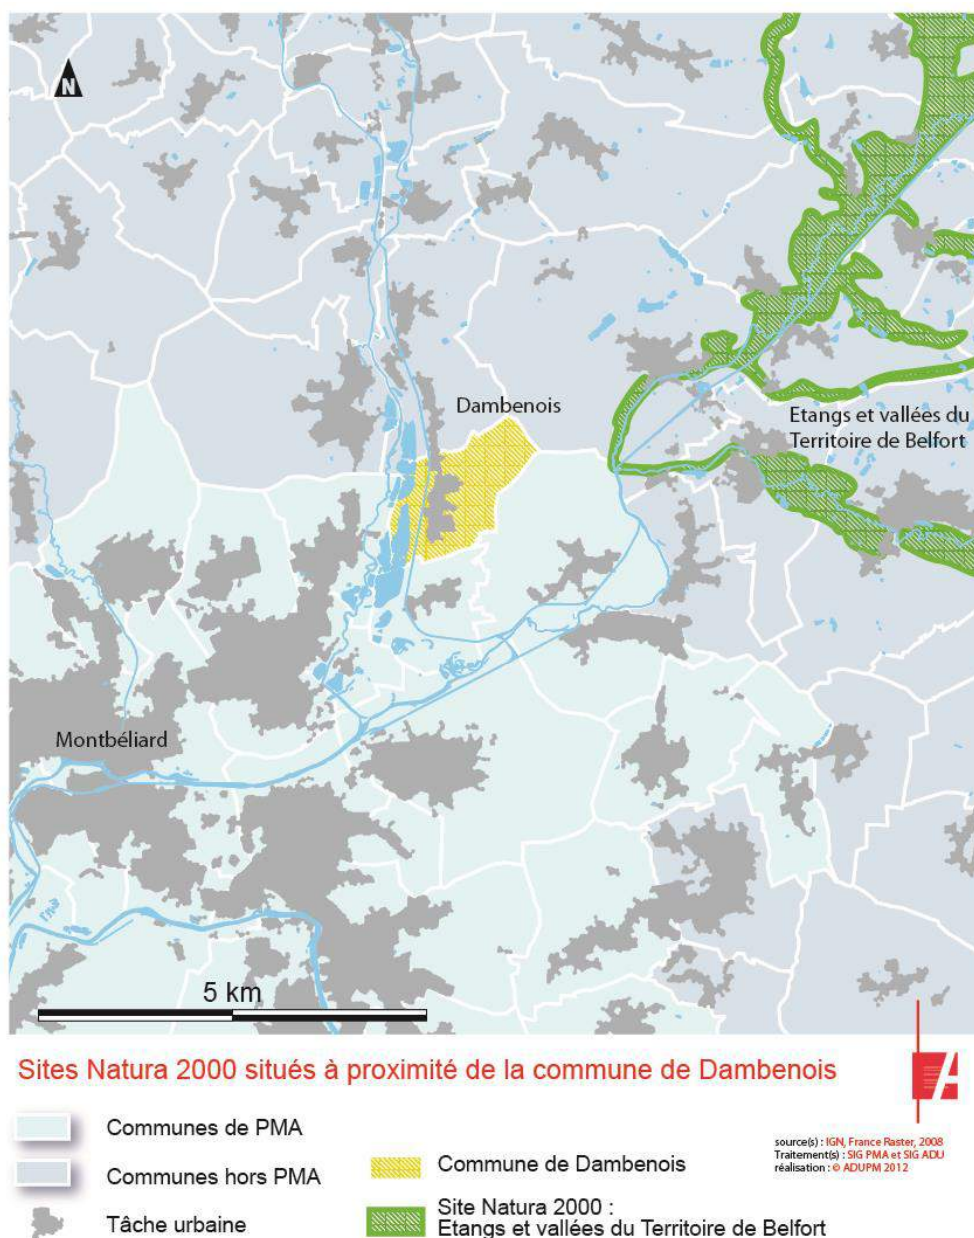 N
Dambenois
Etangs et vallées du
Territoire de Belfort
Montbéliard
5 km
Sites Natura 2000 situés à proximité de la commune de Dambenois
Communes de PMA
Communes hors PMA
Tâche urbaine
Commune de Dambenois
Site Natura 2000 :
Etangs et vallées du Territoire de Belfort
source(s) : IGN, France Raster, 2008
Traitement(s) : SIG PMA et SIG ADU
réalisation : © ADUPM 2012